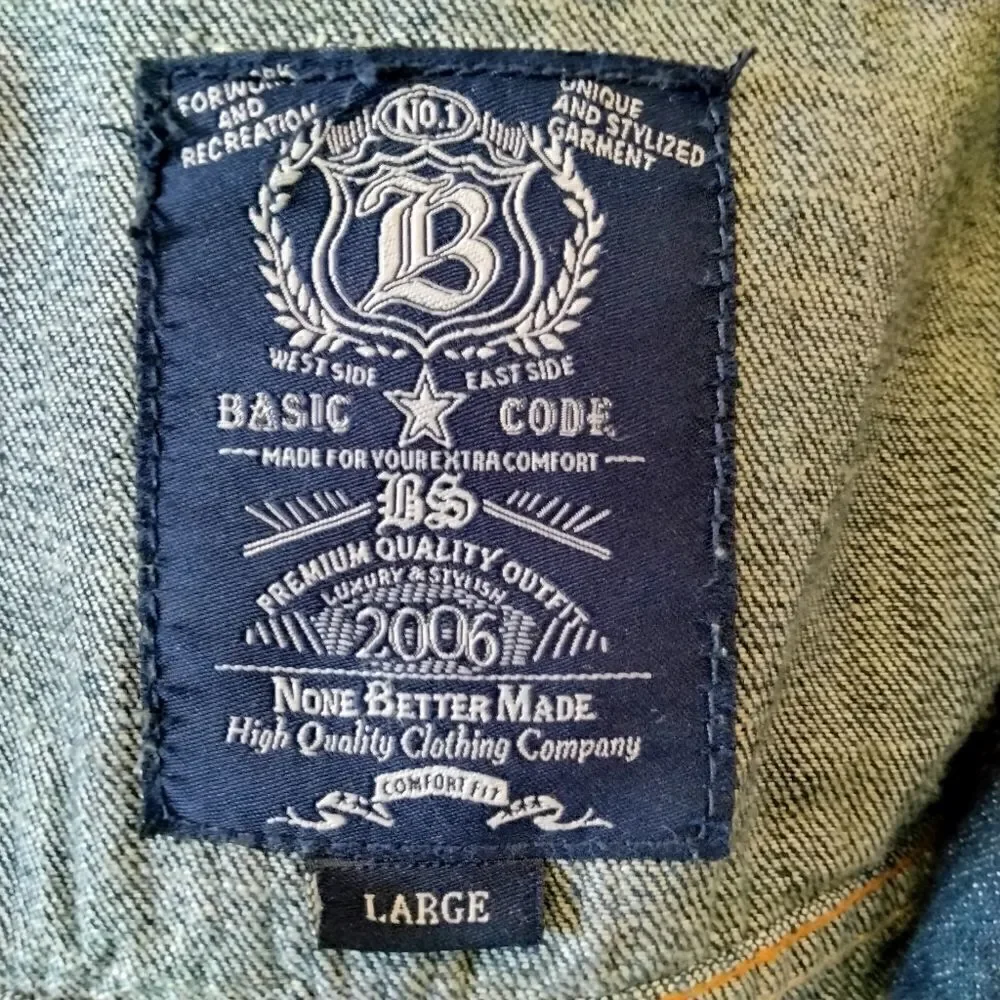 FOR WORK
AND
RECREATION
UNIQUE
AND STYLIZED
GARMENT
NO.1
B
WEST SIDE EAST SIDE
BASIC CODE
MADE FOR YOUR EXTRA COMFORT
BS
PREMIUM QUALITY OUTFIT
LUXURY & STYLISH
2006
NONE BETTER MADE
High Quality Clothing Company
COMFORT FIT
LARGE